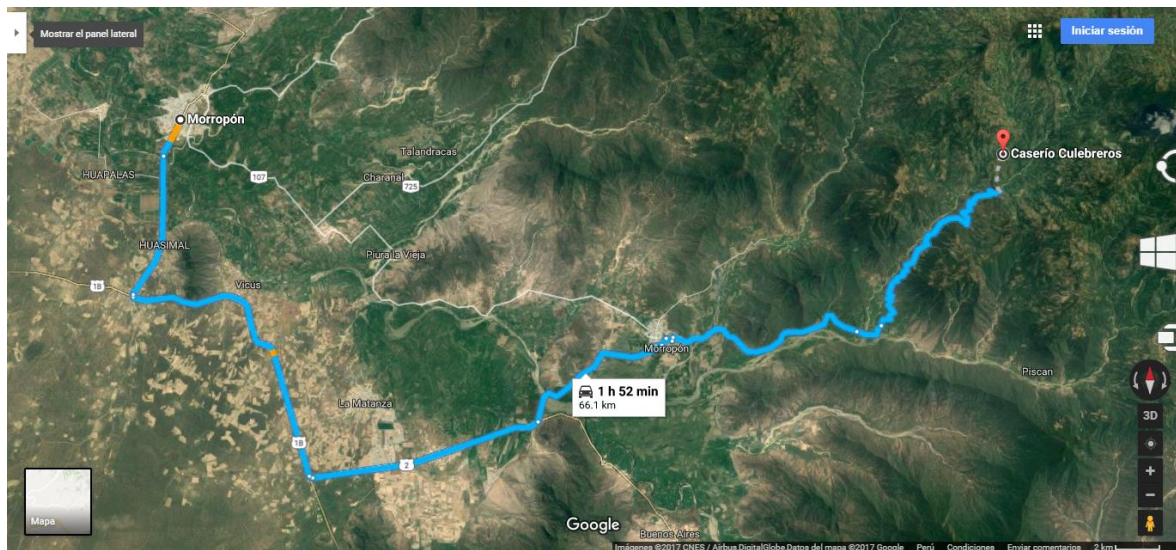 Mostrar el panel lateral
Iniciar sesión
Morropón
Caserío Culebreros
Talandracas
HUAPALAS
107
Charanal
725
HUASIMAL
Piura la Vieja
1B
Vicús
Morropón
Piscan
1 h 52 min
66.1 km
La Matanza
3D
1B
2
Mapa
Google
Buenos Aires
Imágenes ©2017 CNES / Airbus,DigitalGlobe,Datos del mapa ©2017 Google Perú Condiciones Enviar comentarios 2 km